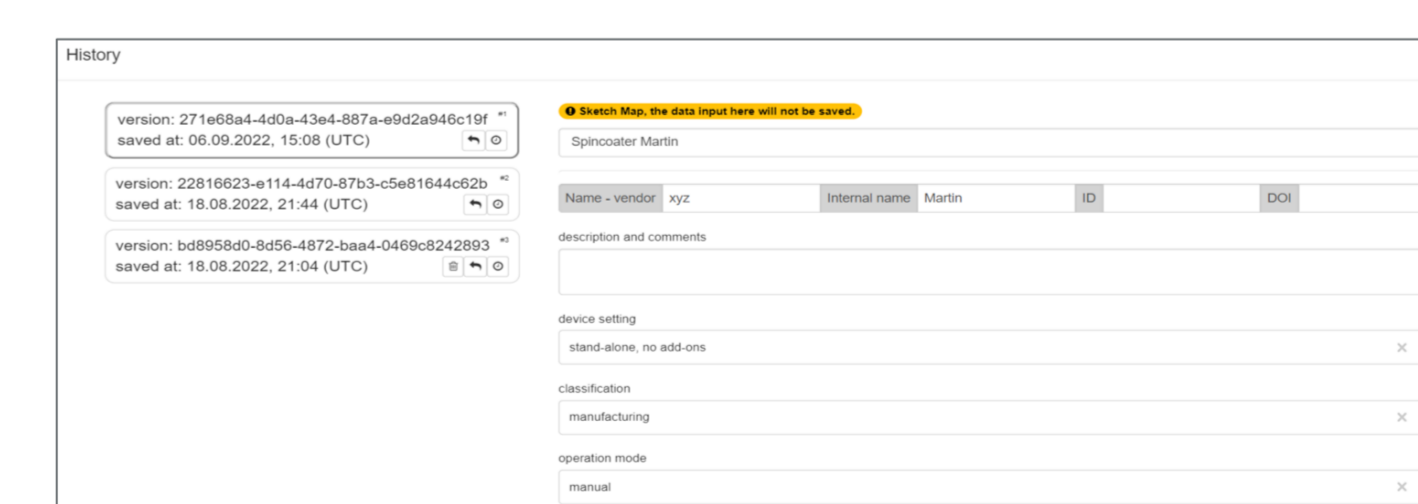 History
version: 271e68a4-4d0a-43e4-887a-e9d2a946c19f #1
saved at: 06.09.2022, 15:08 (UTC)
version: 22816623-e114-4d70-87b3-c5e81644c62b #2
saved at: 18.08.2022, 21:44 (UTC)
version: bd8958d0-8d56-4872-baa4-0469c8242893 #3
saved at: 18.08.2022, 21:04 (UTC)
Sketch Map, the data input here will not be saved.
Spincoater Martin
Name - vendor xyz Internal name Martin ID DOI
description and comments
device setting
stand-alone, no add-ons
classification
manufacturing
operation mode
manual